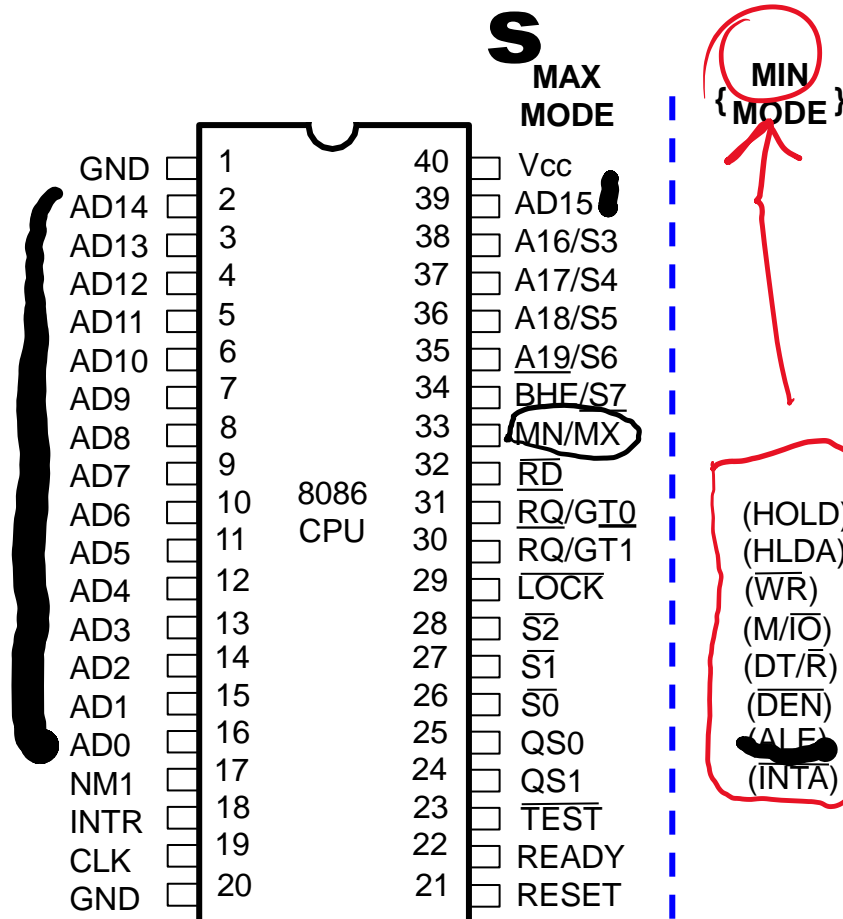 S
MAX MIN
MODE {MODE}
GND 1 40 Vcc
AD14 2 39 AD15
AD13 3 38 A16/S3
AD12 4 37 A17/S4
AD11 5 36 A18/S5
AD10 6 35 A19/S6
AD9 7 34 BHE/S7
AD8 8 33 MN/MX
AD7 9 32 RD
AD6 10 8086 31 RQ/GT0 (HOLD)
AD5 11 CPU 30 RQ/GT1 (HLDA)
AD4 12 29 LOCK (WR)
AD3 13 28 S2 (M/IO)
AD2 14 27 S1 (DT/R)
AD1 15 26 S0 (DEN)
AD0 16 25 QS0 (ALE)
NM1 17 24 QS1 (INTA)
INTR 18 23 TEST
CLK 19 22 READY
GND 20 21 RESET